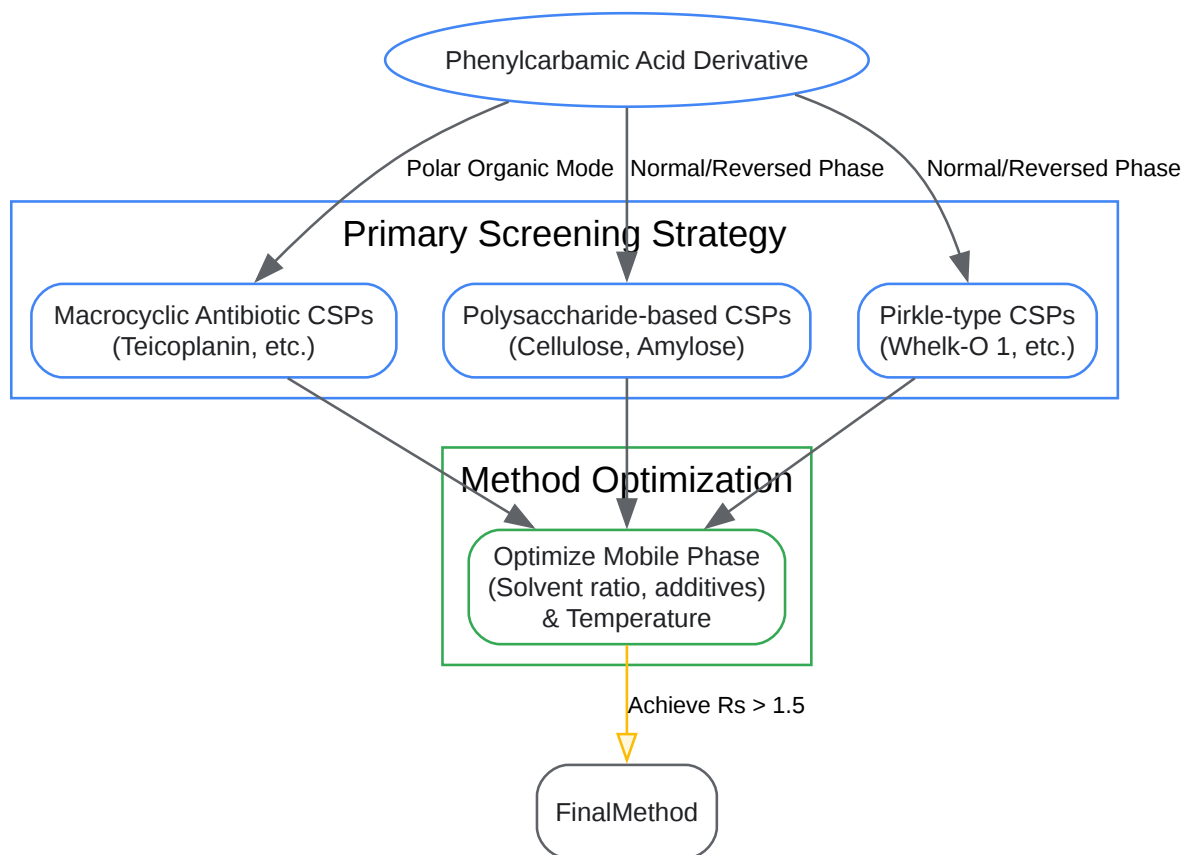 Phenylcarbamic Acid Derivative
Polar Organic Mode
Normal/Reversed Phase
Normal/Reversed Phase
Primary Screening Strategy
Macrocyclic Antibiotic CSPs
(Teicoplanin, etc.)
Polysaccharide-based CSPs
(Cellulose, Amylose)
Pirkle-type CSPs
(Whelk-O 1, etc.)
Method Optimization
Optimize Mobile Phase
(Solvent ratio, additives)
& Temperature
Achieve Rs > 1.5
FinalMethod